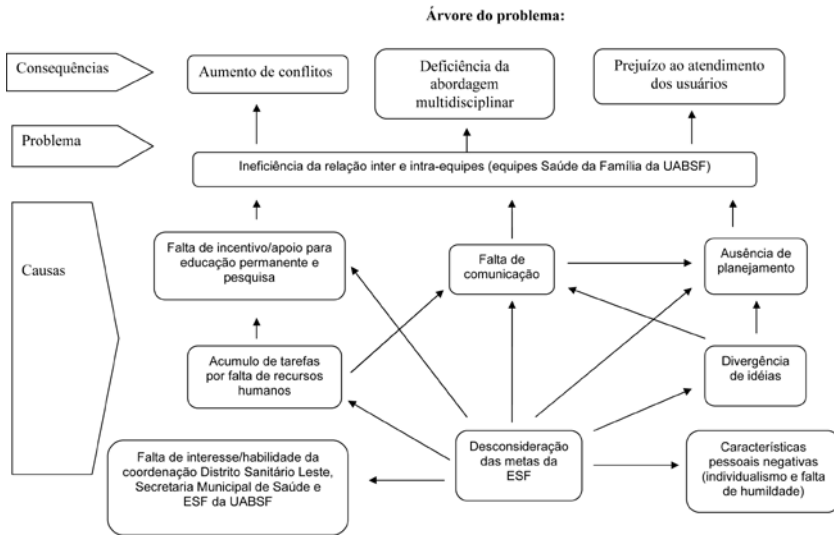 Árvore do problema:
Consequências
Aumento de conflitos
Deficiência da
abordagem
multidisciplinar
Prejuízo ao atendimento
dos usuários
Problema
Ineficiência da relação inter e intra-equipes (equipes Saúde da Família da UABSF)
Causas
Falta de incentivo/apoio para
educação permanente e
pesquisa
Falta de
comunicação
Ausência de
planejamento
Acumulo de tarefas
por falta de recursos
humanos
Divergência
de idéias
Falta de interesse/habilidade da
coordenação Distrito Sanitário Leste,
Secretaria Municipal de Saúde e
ESF da UABSF
Desconsideração
das metas da
ESF
Características
pessoais negativas
(individualismo e falta
de humildade)